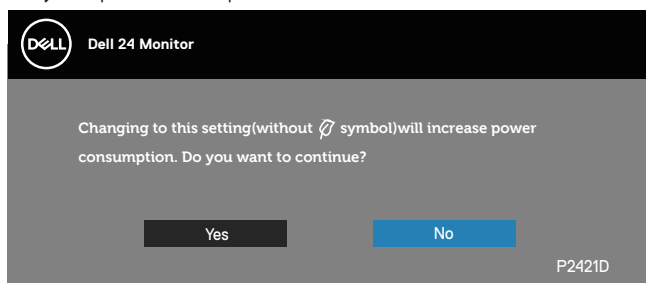 DELL
Dell 24 Monitor
Changing to this setting(without symbol)will increase power
consumption. Do you want to continue?
Yes
No
P2421D